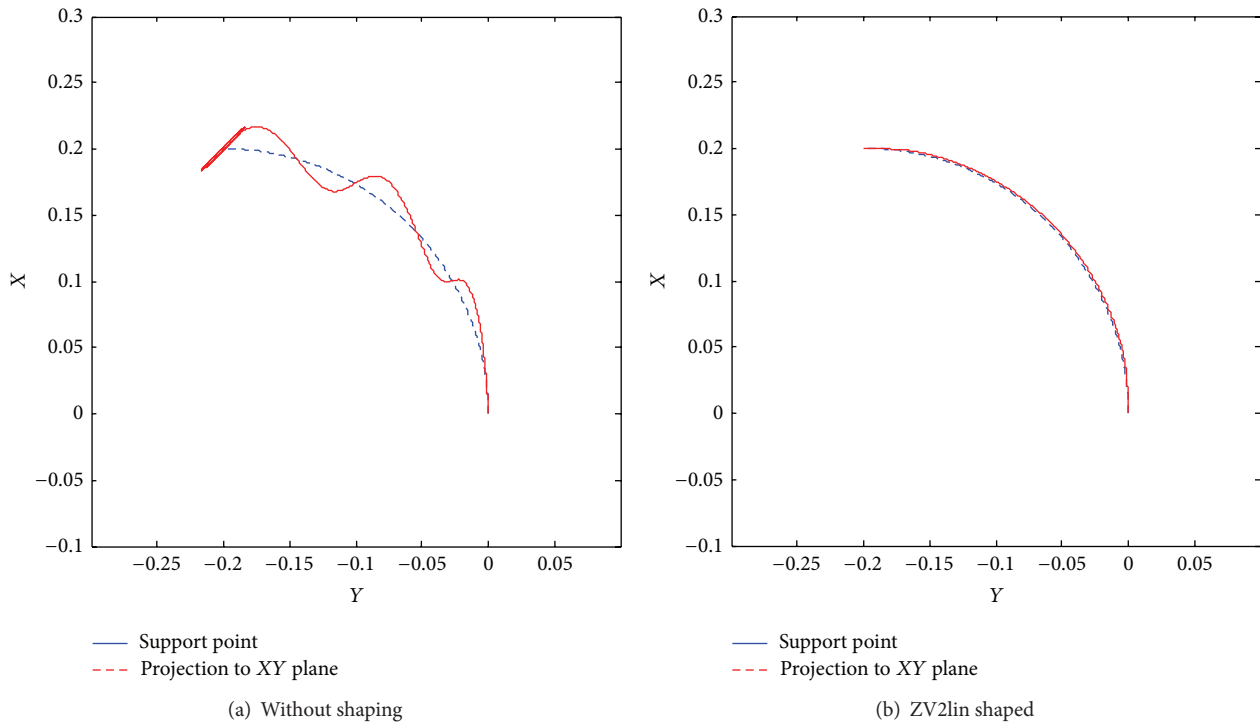 0.3
0.25
0.2
0.15
0.1
0.05
0
−0.05
−0.1
X
−0.25 −0.2 −0.15 −0.1 −0.05 0 0.05
Y
Support point
Projection to XY plane
(a) Without shaping
0.3
0.25
0.2
0.15
0.1
0.05
0
−0.05
−0.1
X
−0.25 −0.2 −0.15 −0.1 −0.05 0 0.05
Y
Support point
Projection to XY plane
(b) ZV2lin shaped